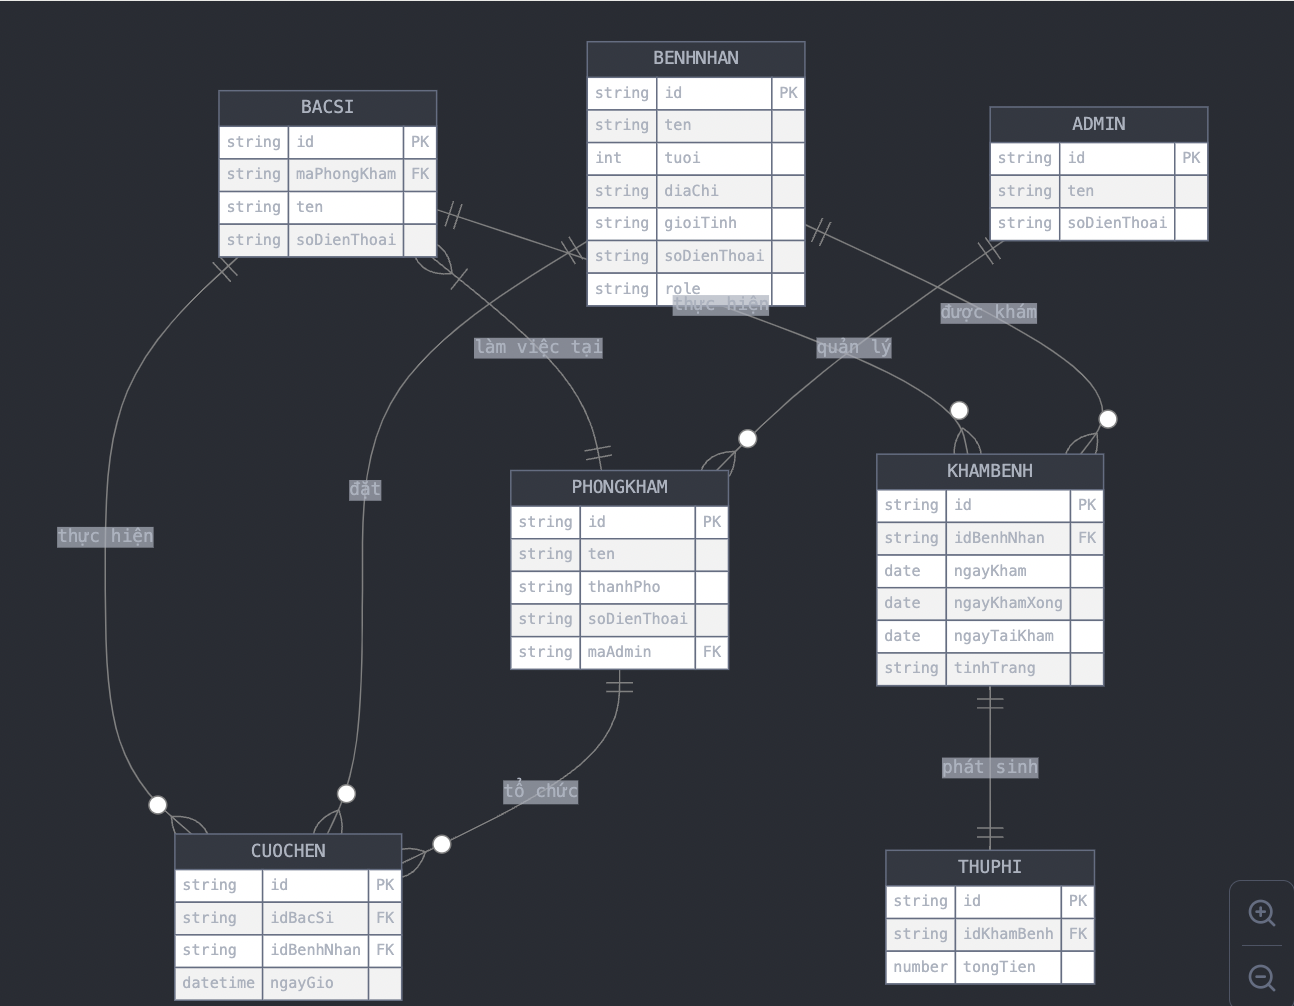 BENHNHAN
string id PK
string ten
int tuoi
string diaChi
string gioiTinh
string soDienThoai
string role
BACSI
string id PK
string maPhongKham FK
string ten
string soDienThoai
ADMIN
string id PK
string ten
string soDienThoai
thực hiện
được khám
làm việc tại
quản lý
đặt
thực hiện
PHONGKHAM
string id PK
string ten
string thanhPho
string soDienThoai
string maAdmin FK
KHAMBENH
string id PK
string idBenhNhan FK
date ngayKham
date ngayKhamXong
date ngayTaiKham
string tinhTrang
tổ chức
phát sinh
CUOCHEN
string id PK
string idBacSi FK
string idBenhNhan FK
datetime ngayGio
THUPHI
string id PK
string idKhamBenh FK
number tongTien